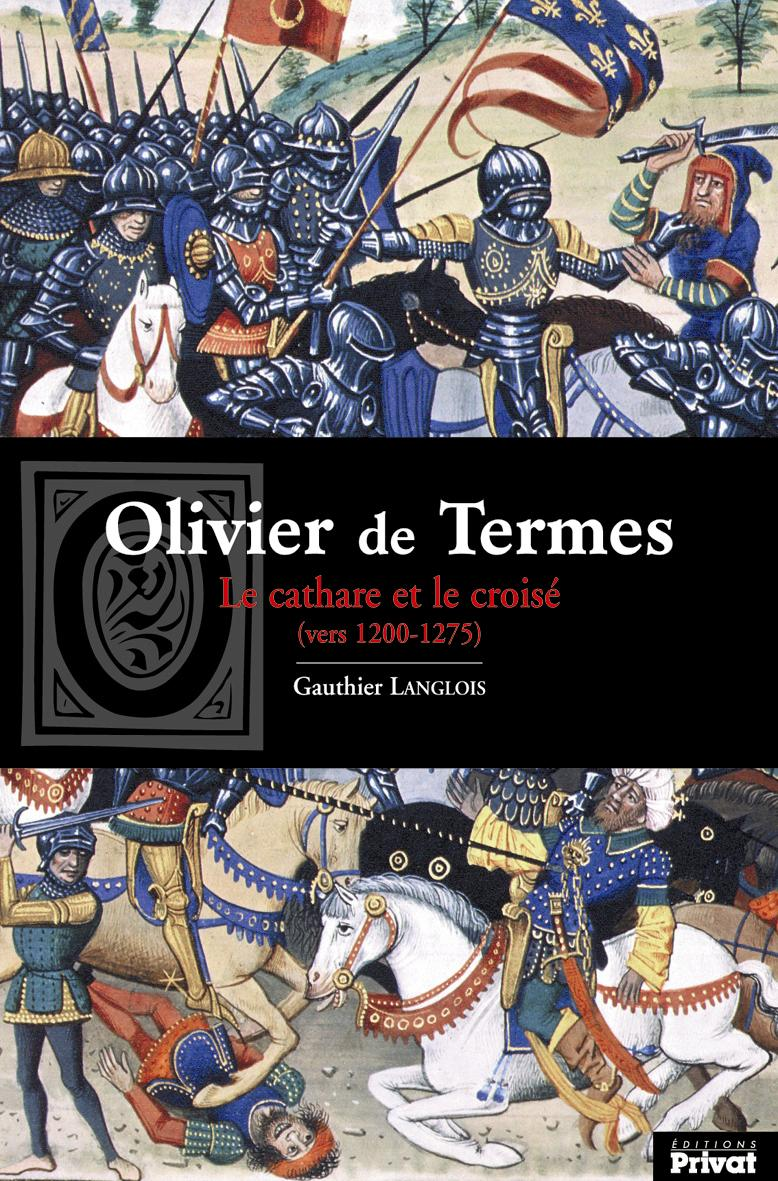 Olivier de Termes
Le cathare et le croisé
(vers 1200-1275)
Gauthier LANGLOIS
ÉDITIONS
Privat